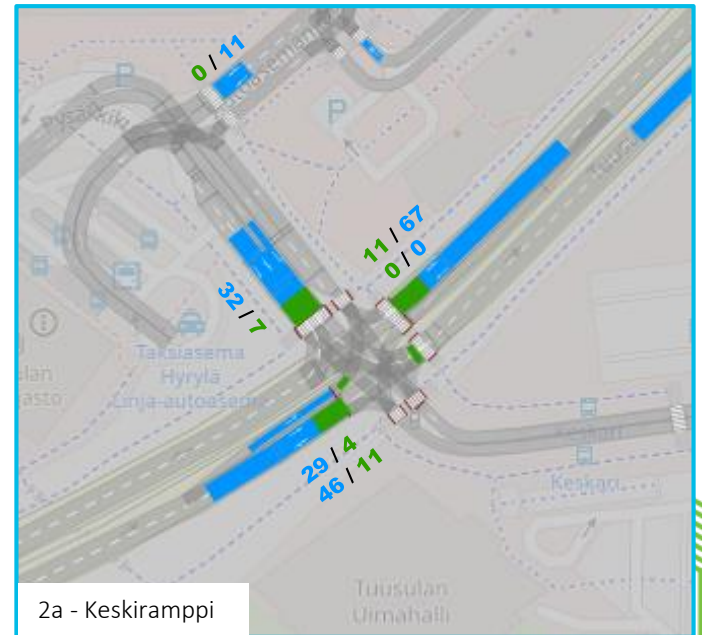 0 / 11
P
P
11 / 67
0 / 0
32 / 7
Taksiasema
Hyrylä
Linja-autoasema
29 / 4
46 / 11
Keskari
Tuusulan
Uimahalli
2a - Keskiramppi